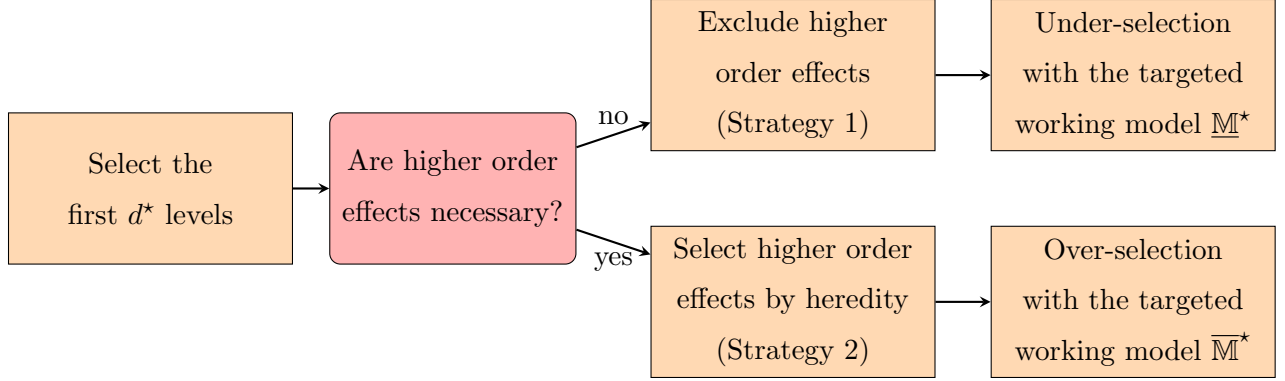 Select the
first d⋆ levels
Are higher order
effects necessary?
no
yes
Exclude higher
order effects
(Strategy 1)
Under-selection
with the targeted
working model M̲⋆
Select higher order
effects by heredity
(Strategy 2)
Over-selection
with the targeted
working model M̅⋆